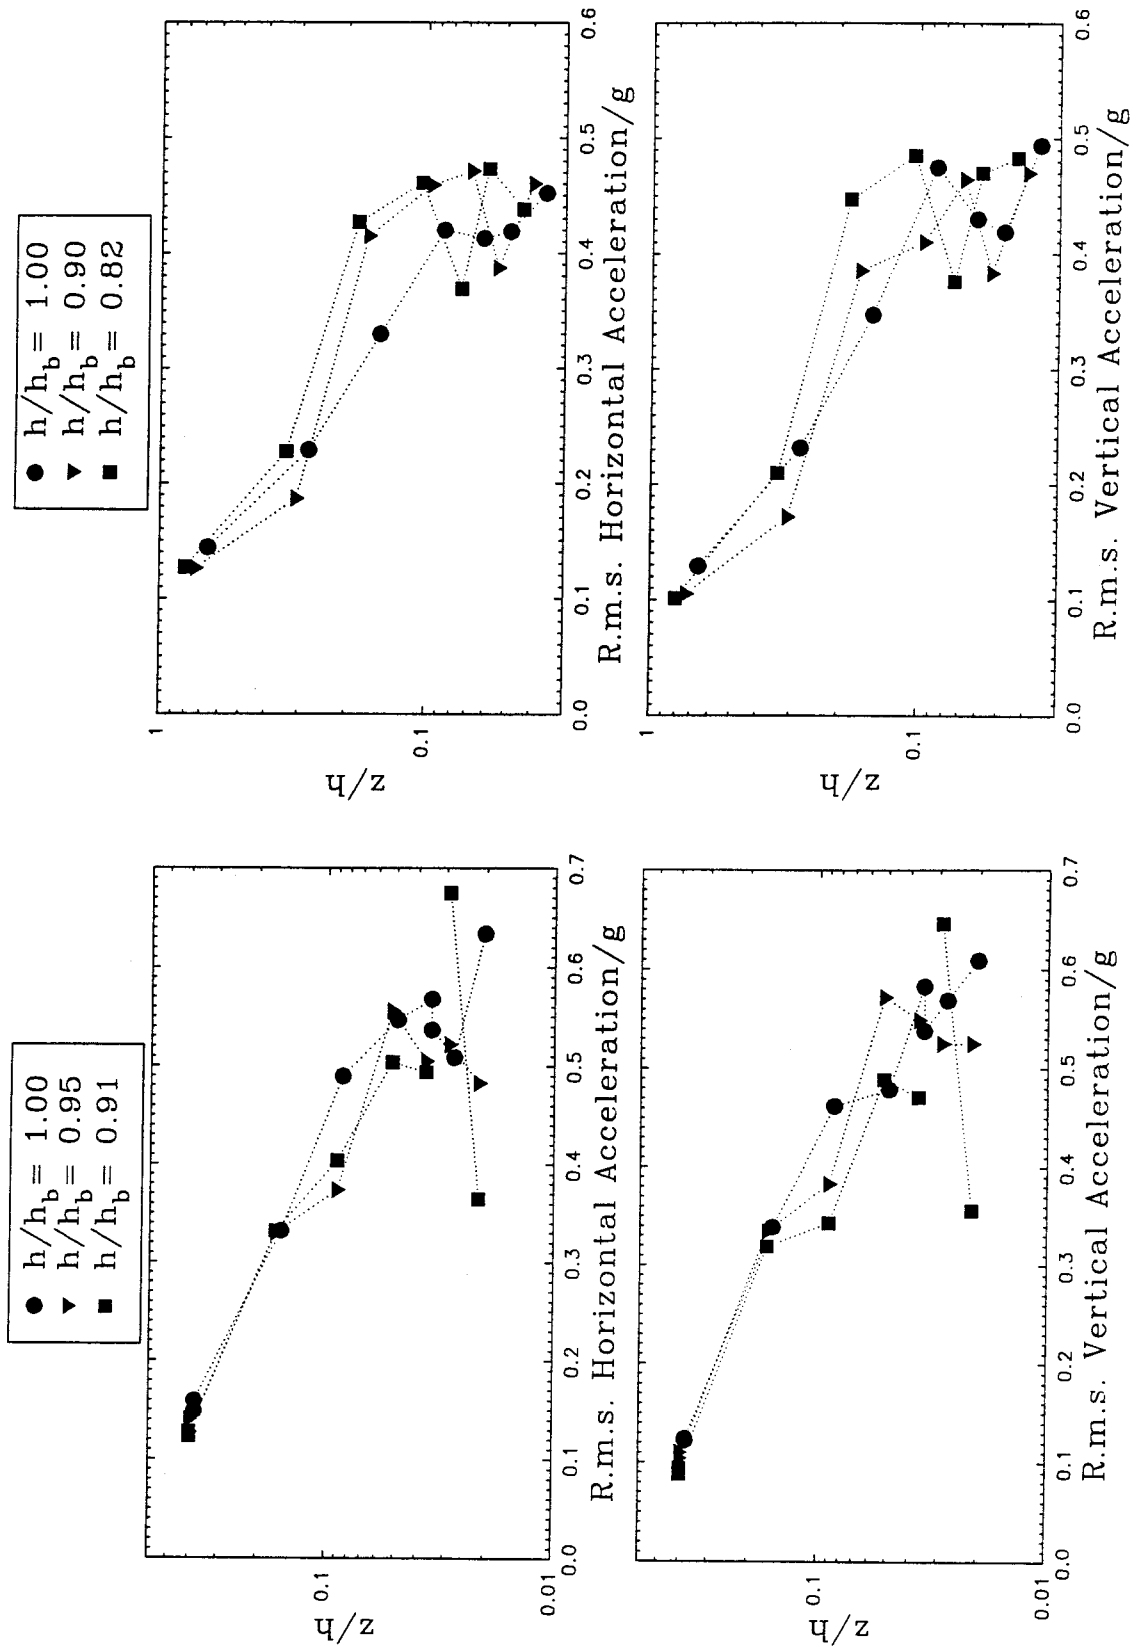 h/h_b = 1.00
h/h_b = 0.95
h/h_b = 0.91
z/h
0.1
0.01
0.0 0.1 0.2 0.3 0.4 0.5 0.6 0.7
R.m.s. Horizontal Acceleration/g
z/h
0.1
0.01
0.0 0.1 0.2 0.3 0.4 0.5 0.6 0.7
R.m.s. Vertical Acceleration/g
h/h_b = 1.00
h/h_b = 0.90
h/h_b = 0.82
z/h
1
0.1
0.0 0.1 0.2 0.3 0.4 0.5 0.6
R.m.s. Horizontal Acceleration/g
z/h
1
0.1
0.0 0.1 0.2 0.3 0.4 0.5 0.6
R.m.s. Vertical Acceleration/g